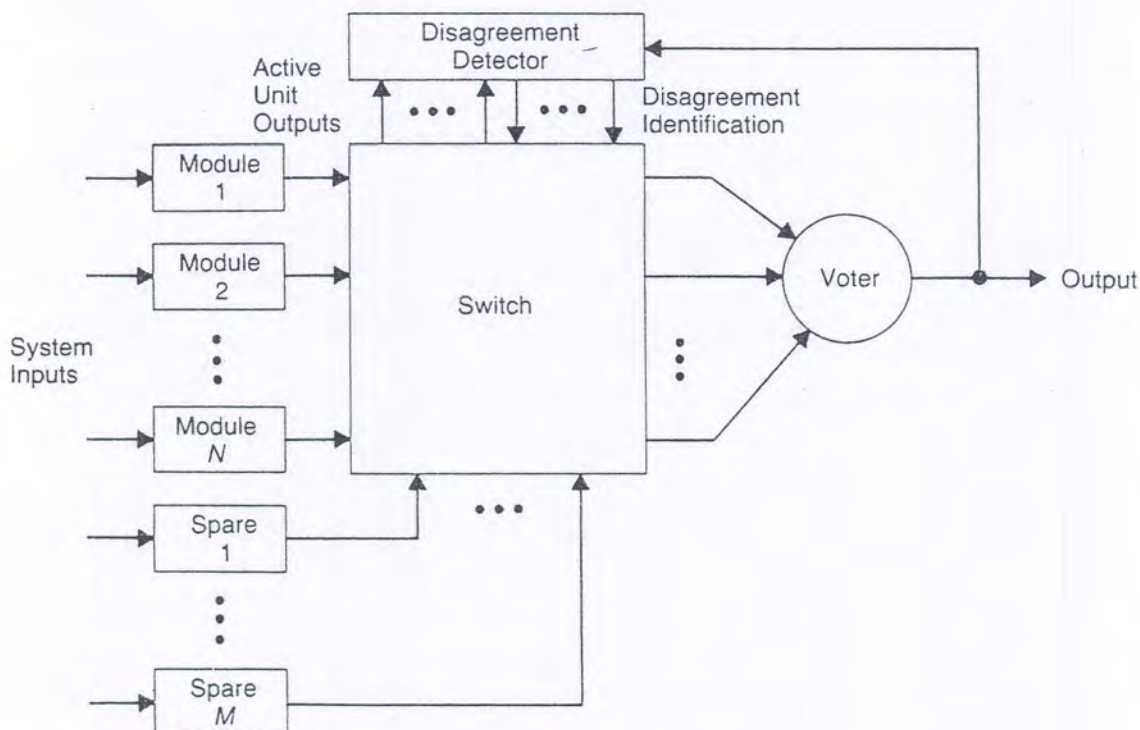 Disagreement
Detector
Active
Unit
Outputs
Disagreement
Identification
Module
1
Module
2
Switch
Voter
Output
System
Inputs
Module
N
Spare
1
Spare
M